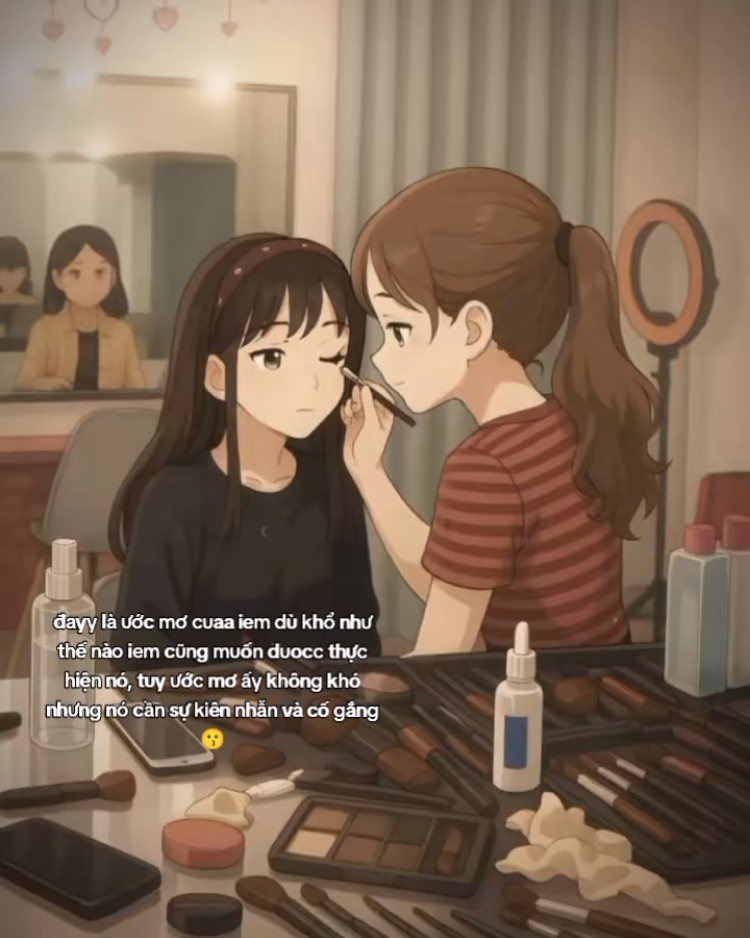 đayy là ước mơ cuaa iem dù khổ như
thế nào iem cũng muốn duocc thực
hiện nó, tuy ước mơ ấy không khó
nhưng nó cần sự kiên nhẫn và cố gắng
😗